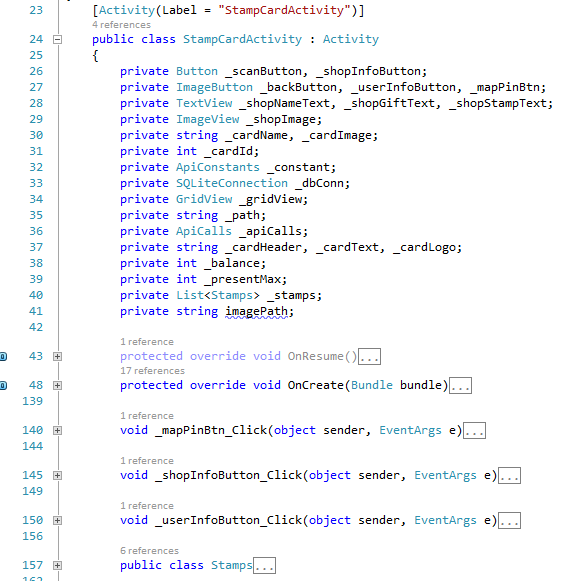 23 [Activity(Label = "StampCardActivity")]
4 references
24 public class StampCardActivity : Activity
25 {
26 private Button _scanButton, _shopInfoButton;
27 private ImageButton _backButton, _userInfoButton, _mapPinBtn;
28 private TextView _shopNameText, _shopGiftText, _shopStampText;
29 private ImageView _shopImage;
30 private string _cardName, _cardImage;
31 private int _cardId;
32 private ApiConstants _constant;
33 private SQLiteConnection _dbConn;
34 private GridView _gridView;
35 private string _path;
36 private ApiCalls _apiCalls;
37 private string _cardHeader, _cardText, _cardLogo;
38 private int _balance;
39 private int _presentMax;
40 private List<Stamps> _stamps;
41 private string imagePath;
42
1 reference
43 protected override void OnResume()...
17 references
48 protected override void OnCreate(Bundle bundle)...
139
1 reference
140 void _mapPinBtn_Click(object sender, EventArgs e)...
144
1 reference
145 void _shopInfoButton_Click(object sender, EventArgs e)...
149
1 reference
150 void _userInfoButton_Click(object sender, EventArgs e)...
156
6 references
157 public class Stamps...